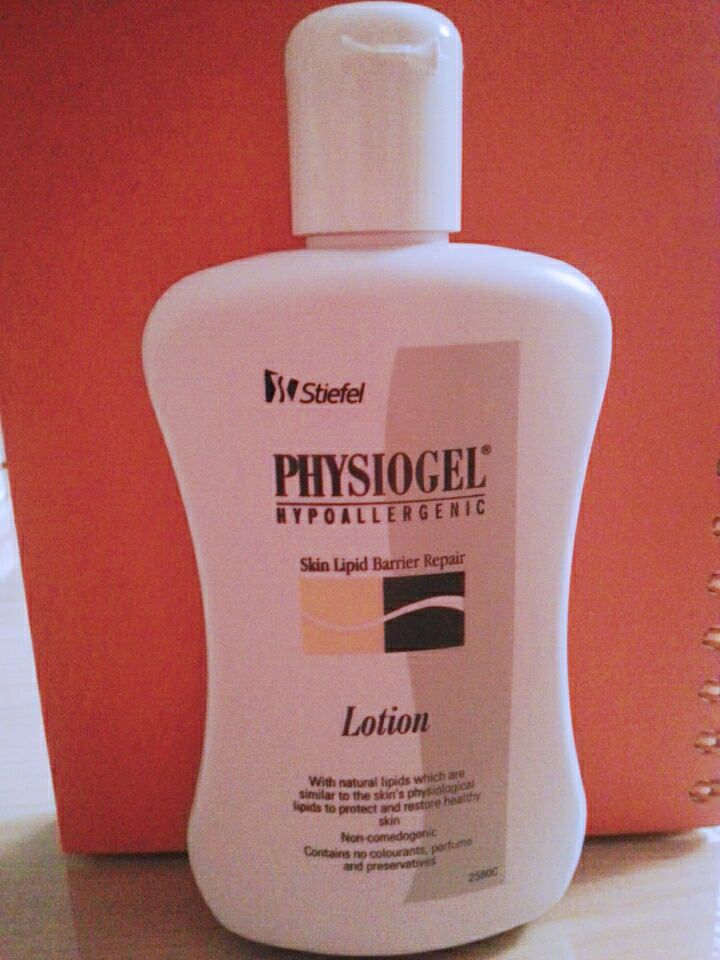 Stiefel
PHYSIOGEL®
HYPOALLERGENIC
Skin Lipid Barrier Repair
Lotion
With natural lipids which are
similar to the skin's physiological
lipids to protect and restore healthy
skin
Non-comedogenic
Contains no colourants, perfume
and preservatives
2580C